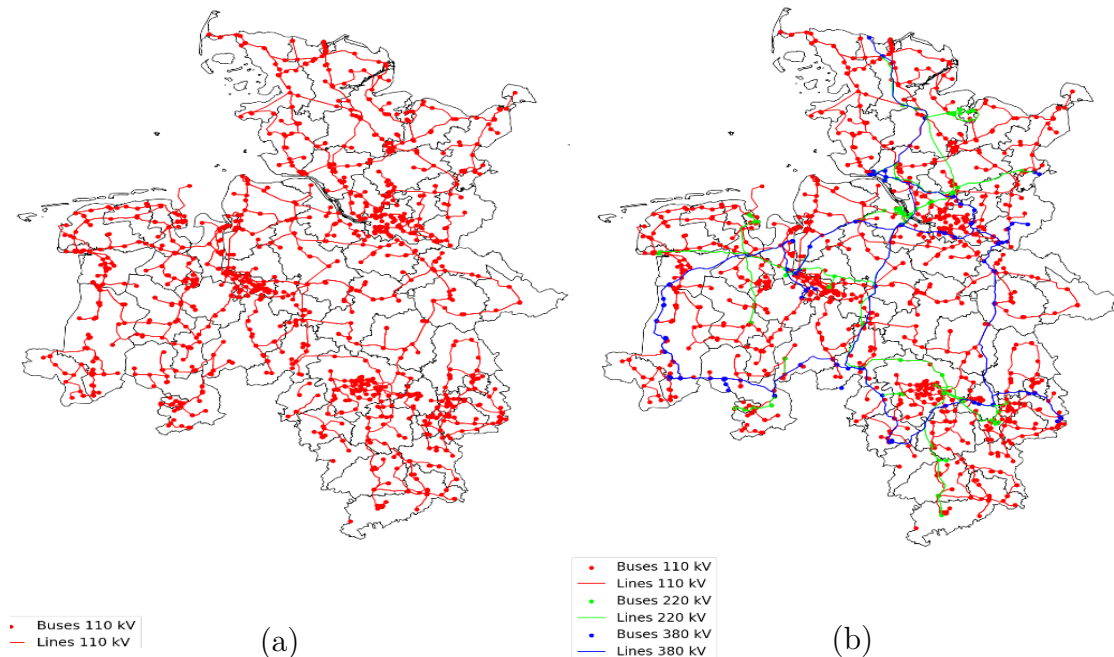 Buses 110 kV
Lines 110 kV
(a)
Buses 110 kV
Lines 110 kV
Buses 220 kV
Lines 220 kV
Buses 380 kV
Lines 380 kV
(b)